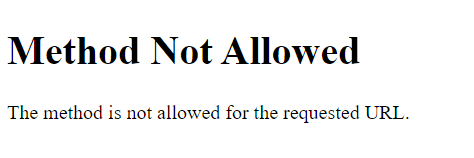 Method Not Allowed
The method is not allowed for the requested URL.